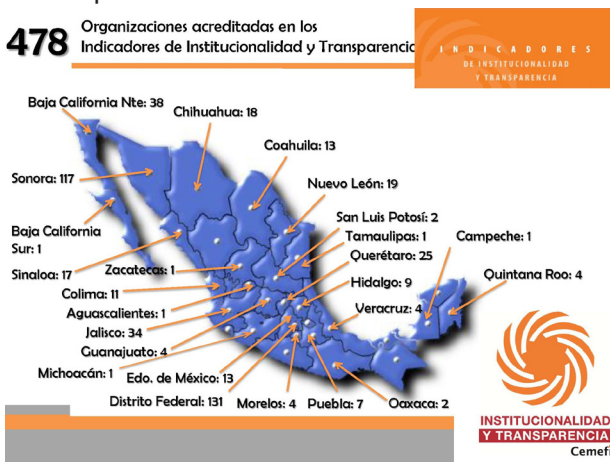 478
Organizaciones acreditadas en los
Indicadores de Institucionalidad y Transparencia
INDICADORES
DE INSTITUCIONALIDAD
Y TRANSPARENCIA
Baja California Nte: 38
Chihuahua: 18
Coahuila: 13
Sonora: 117
Nuevo León: 19
San Luis Potosí: 2
Baja California
Sur: 1
Tamaulipas: 1
Campeche: 1
Querétaro: 25
Sinaloa: 17
Zacatecas: 1
Hidalgo: 9
Quintana Roo: 4
Colima: 11
Aguascalientes: 1
Veracruz: 4
Jalisco: 34
Guanajuato: 4
Michoacán: 1
Edo. de México: 13
Distrito Federal: 131
Morelos: 4
Puebla: 7
Oaxaca: 2
INSTITUCIONALIDAD
Y TRANSPARENCIA
Cemefi